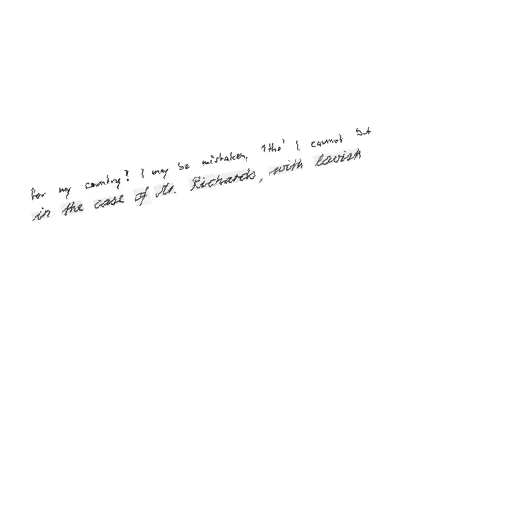 for my country? I may be mistaken, 'tho' I cannot but
in the case of Mr. Richards, with lavish